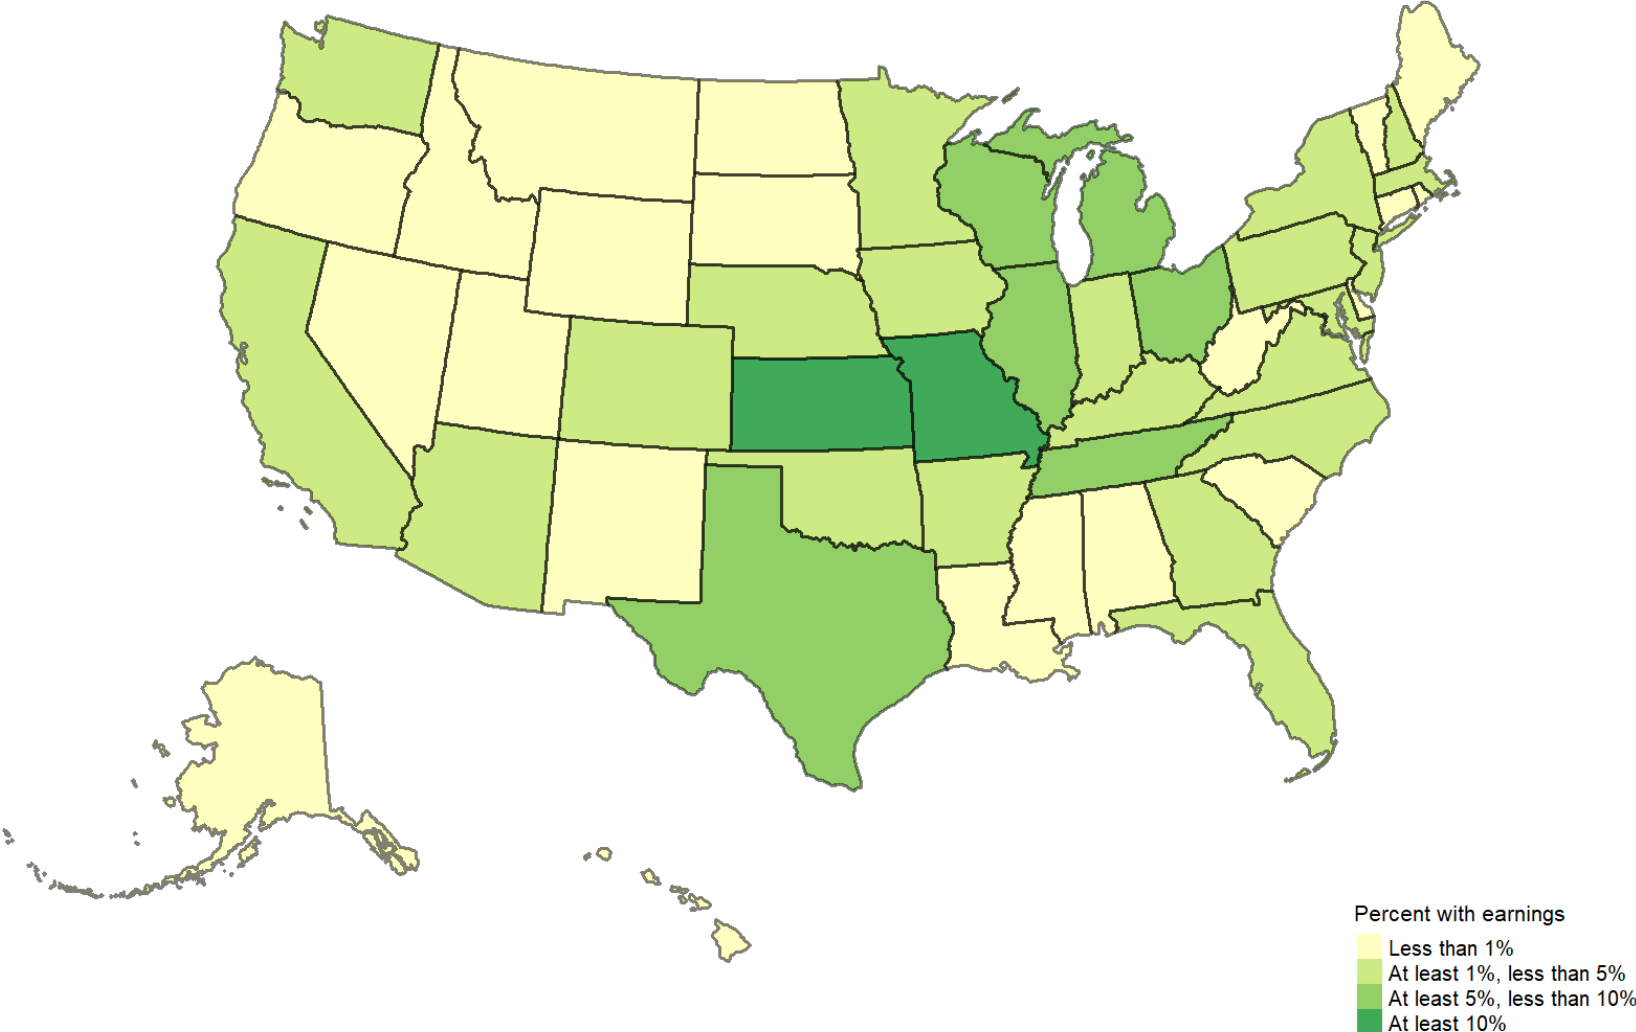 Percent with earnings
Less than 1%
At least 1%, less than 5%
At least 5%, less than 10%
At least 10%